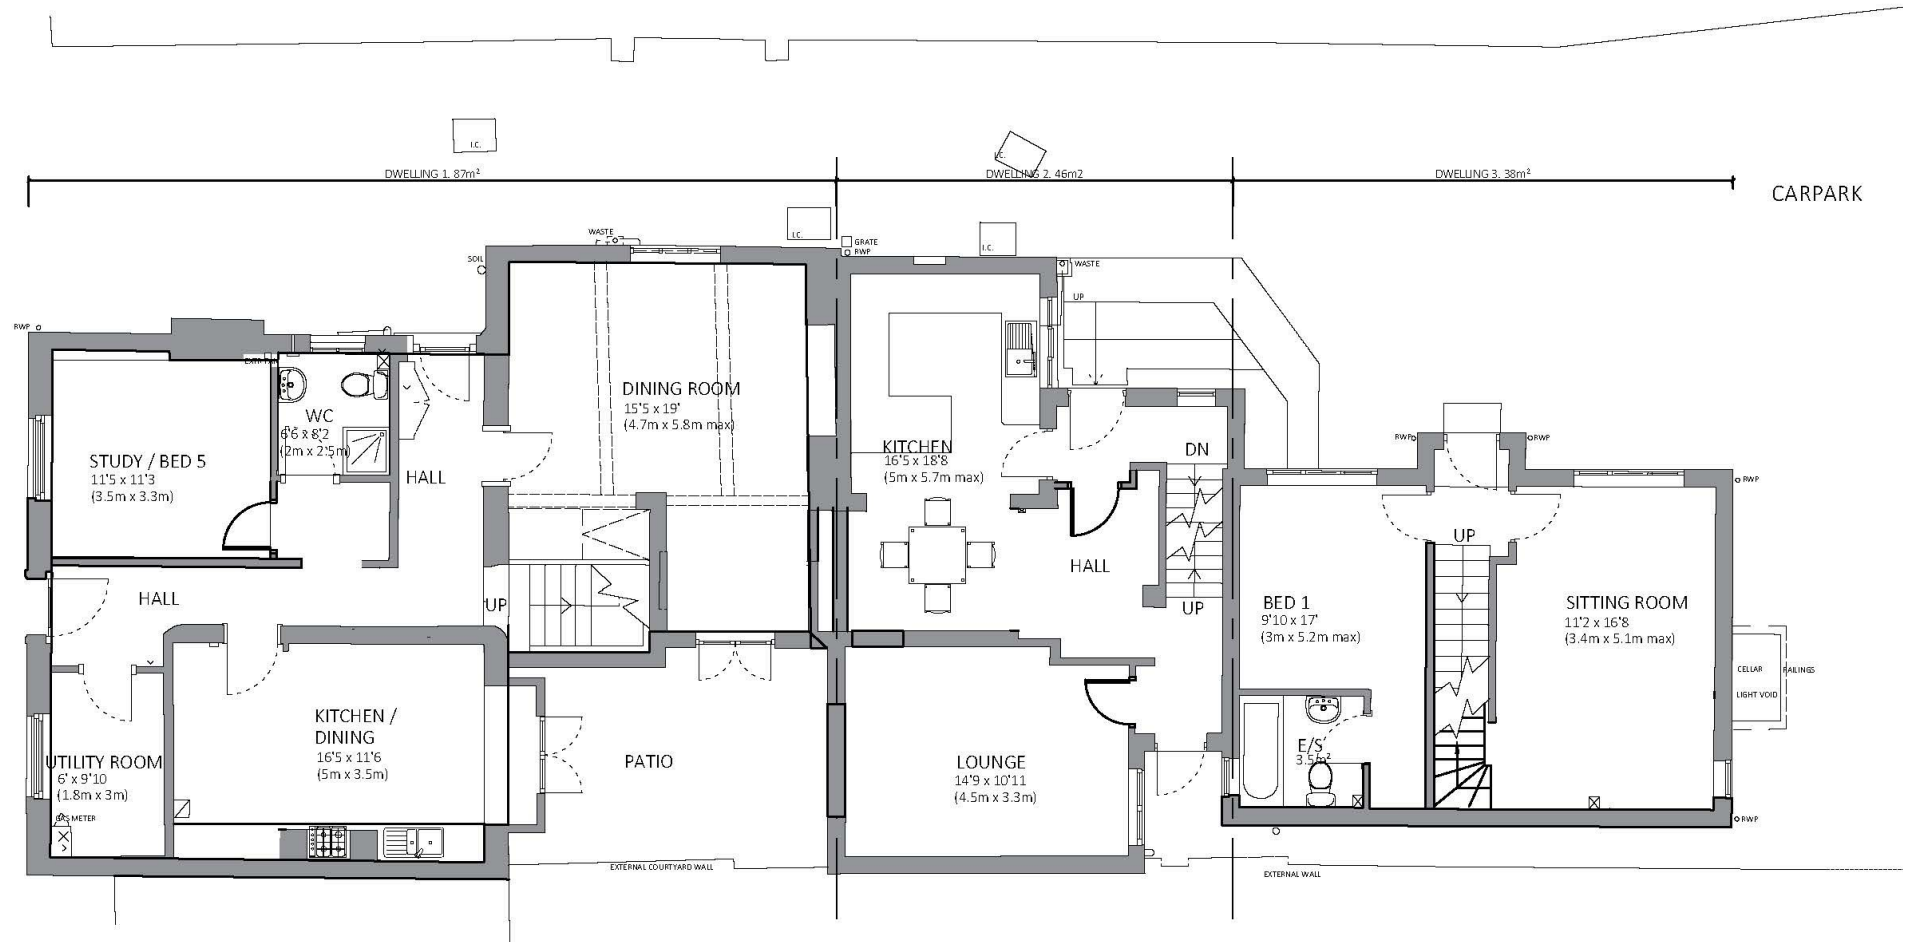 I.C.
I.C.
DWELLING 1. 87m²
DWELLING 2. 46m2
DWELLING 3. 38m²
CARPARK
I.C.
I.C.
WASTE
GRATE
RWP
SOIL
WASTE
UP
RWP
DINING ROOM
15'5 x 19'
(4.7m x 5.8m max)
WC
6'6 x 8'2
(2m x 2'5m)
STUDY / BED 5
11'5 x 11'3
(3.5m x 3.3m)
HALL
KITCHEN
16'5 x 18'8
(5m x 5.7m max)
DN
RWP
RWP
RWP
UP
HALL
HALL
UP
UP
BED 1
9'10 x 17'
(3m x 5.2m max)
SITTING ROOM
11'2 x 16'8
(3.4m x 5.1m max)
CELLAR
LIGHT VOID
RAILINGS
KITCHEN /
DINING
16'5 x 11'6
(5m x 3.5m)
UTILITY ROOM
6' x 9'10
(1.8m x 3m)
GAS METER
PATIO
LOUNGE
14'9 x 10'11
(4.5m x 3.3m)
E/S
3.5m²
RWP
EXTERNAL COURTYARD WALL
EXTERNAL WALL